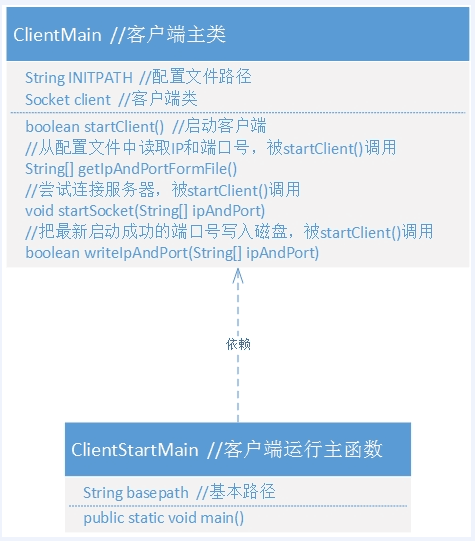 ClientMain //客户端主类
String INITPATH //配置文件路径
Socket client //客户端类
boolean startClient() //启动客户端
//从配置文件中读取IP和端口号，被startClient()调用
String[] getIpAndPortFormFile()
//尝试连接服务器，被startClient()调用
void startSocket(String[] ipAndPort)
//把最新启动成功的端口号写入磁盘，被startClient()调用
boolean writeIpAndPort(String[] ipAndPort)
依赖
ClientStartMain //客户端运行主函数
String basepath //基本路径
public static void main()